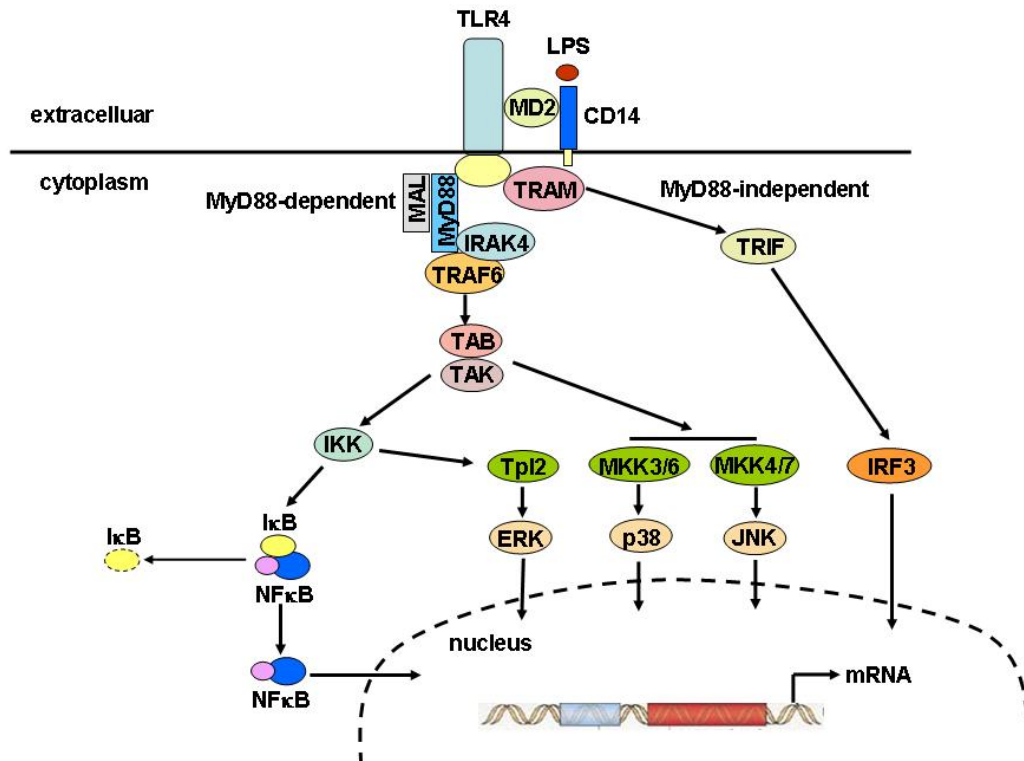 TLR4
LPS
MD2
CD14
extracelluar
cytoplasm
MyD88-dependent
MAL
MyD88
TRAM
MyD88-independent
IRAK4
TRIF
TRAF6
TAB
TAK
IKK
Tpl2
MKK3/6
MKK4/7
IRF3
IκB
IκB
ERK
p38
JNK
NFκB
nucleus
NFκB
mRNA